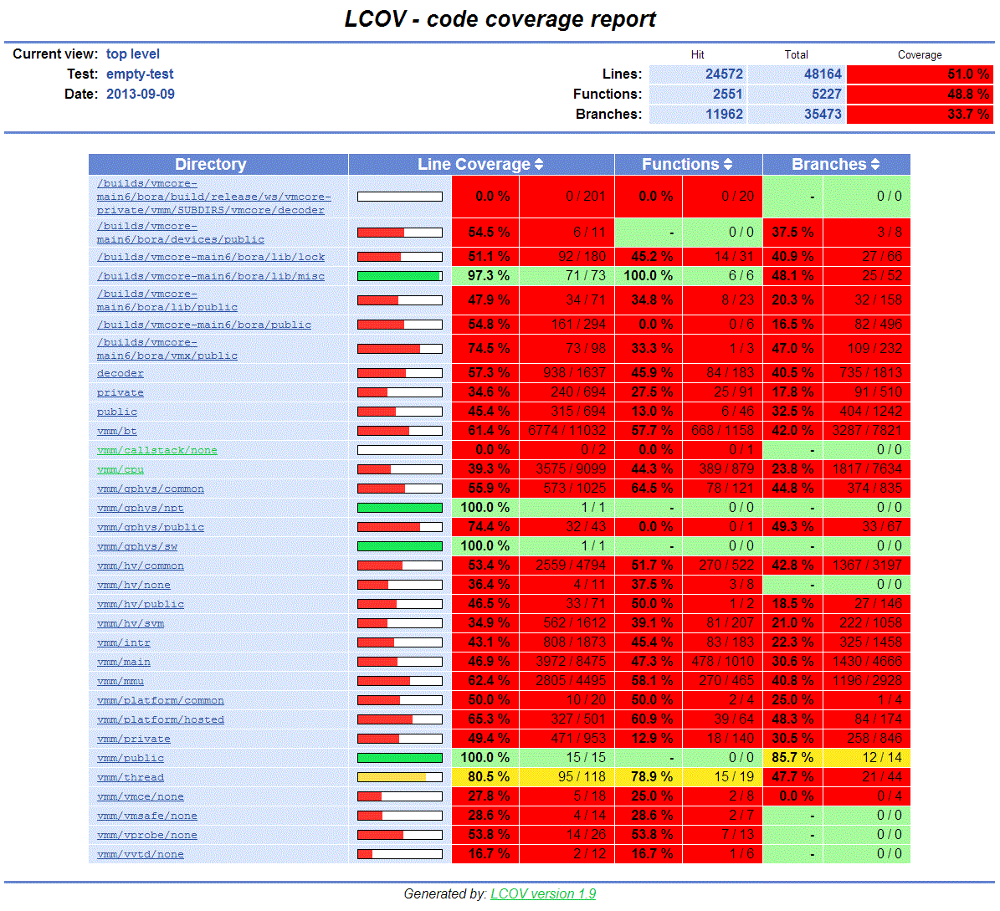 LCOV - code coverage report
Current view: top level
Hit Total Coverage
Test: empty-test
Lines: 24572 48164 51.0 %
Date: 2013-09-09
Functions: 2551 5227 48.8 %
Branches: 11962 35473 33.7 %
Directory Line Coverage Functions Branches
/builds/vmcore-
main6/bora/build/release/ws/vmcore-
private/vmm/SUBDIRS/vmcore/decoder
0.0 % 0 / 201 0.0 % 0 / 20 - 0 / 0
/builds/vmcore-
main6/bora/devices/public
54.5 % 6 / 11 - 0 / 0 37.5 % 3 / 8
/builds/vmcore-main6/bora/lib/lock 51.1 % 92 / 180 45.2 % 14 / 31 40.9 % 27 / 66
/builds/vmcore-main6/bora/lib/misc 97.3 % 71 / 73 100.0 % 6 / 6 48.1 % 25 / 52
/builds/vmcore-
main6/bora/lib/public
47.9 % 34 / 71 34.8 % 8 / 23 20.3 % 32 / 158
/builds/vmcore-main6/bora/public 54.8 % 161 / 294 0.0 % 0 / 6 16.5 % 82 / 496
/builds/vmcore-
main6/bora/vmx/public
74.5 % 73 / 98 33.3 % 1 / 3 47.0 % 109 / 232
decoder 57.3 % 938 / 1637 45.9 % 84 / 183 40.5 % 735 / 1813
private 34.6 % 240 / 694 27.5 % 25 / 91 17.8 % 91 / 510
public 45.4 % 315 / 694 13.0 % 6 / 46 32.5 % 404 / 1242
vmm/bt 61.4 % 6774 / 11032 57.7 % 668 / 1158 42.0 % 3287 / 7821
vmm/callstack/none 0.0 % 0 / 2 0.0 % 0 / 1 - 0 / 0
vmm/cpu 39.3 % 3575 / 9099 44.3 % 389 / 879 23.8 % 1817 / 7634
vmm/gphys/common 55.9 % 573 / 1025 64.5 % 78 / 121 44.8 % 374 / 835
vmm/gphys/npt 100.0 % 1 / 1 - 0 / 0 - 0 / 0
vmm/gphys/public 74.4 % 32 / 43 0.0 % 0 / 1 49.3 % 33 / 67
vmm/gphys/sw 100.0 % 1 / 1 - 0 / 0 - 0 / 0
vmm/hv/common 53.4 % 2559 / 4794 51.7 % 270 / 522 42.8 % 1367 / 3197
vmm/hv/none 36.4 % 4 / 11 37.5 % 3 / 8 - 0 / 0
vmm/hv/public 46.5 % 33 / 71 50.0 % 1 / 2 18.5 % 27 / 146
vmm/hv/svm 34.9 % 562 / 1612 39.1 % 81 / 207 21.0 % 222 / 1058
vmm/intr 43.1 % 808 / 1873 45.4 % 83 / 183 22.3 % 325 / 1458
vmm/main 46.9 % 3972 / 8475 47.3 % 478 / 1010 30.6 % 1430 / 4666
vmm/mmu 62.4 % 2805 / 4495 58.1 % 270 / 465 40.8 % 1196 / 2928
vmm/platform/common 50.0 % 10 / 20 50.0 % 2 / 4 25.0 % 1 / 4
vmm/platform/hosted 65.3 % 327 / 501 60.9 % 39 / 64 48.3 % 84 / 174
vmm/private 49.4 % 471 / 953 12.9 % 18 / 140 30.5 % 258 / 846
vmm/public 100.0 % 15 / 15 - 0 / 0 85.7 % 12 / 14
vmm/thread 80.5 % 95 / 118 78.9 % 15 / 19 47.7 % 21 / 44
vmm/vmce/none 27.8 % 5 / 18 25.0 % 2 / 8 0.0 % 0 / 4
vmm/vmsafe/none 28.6 % 4 / 14 28.6 % 2 / 7 - 0 / 0
vmm/vprobe/none 53.8 % 14 / 26 53.8 % 7 / 13 - 0 / 0
vmm/vvtd/none 16.7 % 2 / 12 16.7 % 1 / 6 - 0 / 0
Generated by: LCOV version 1.9